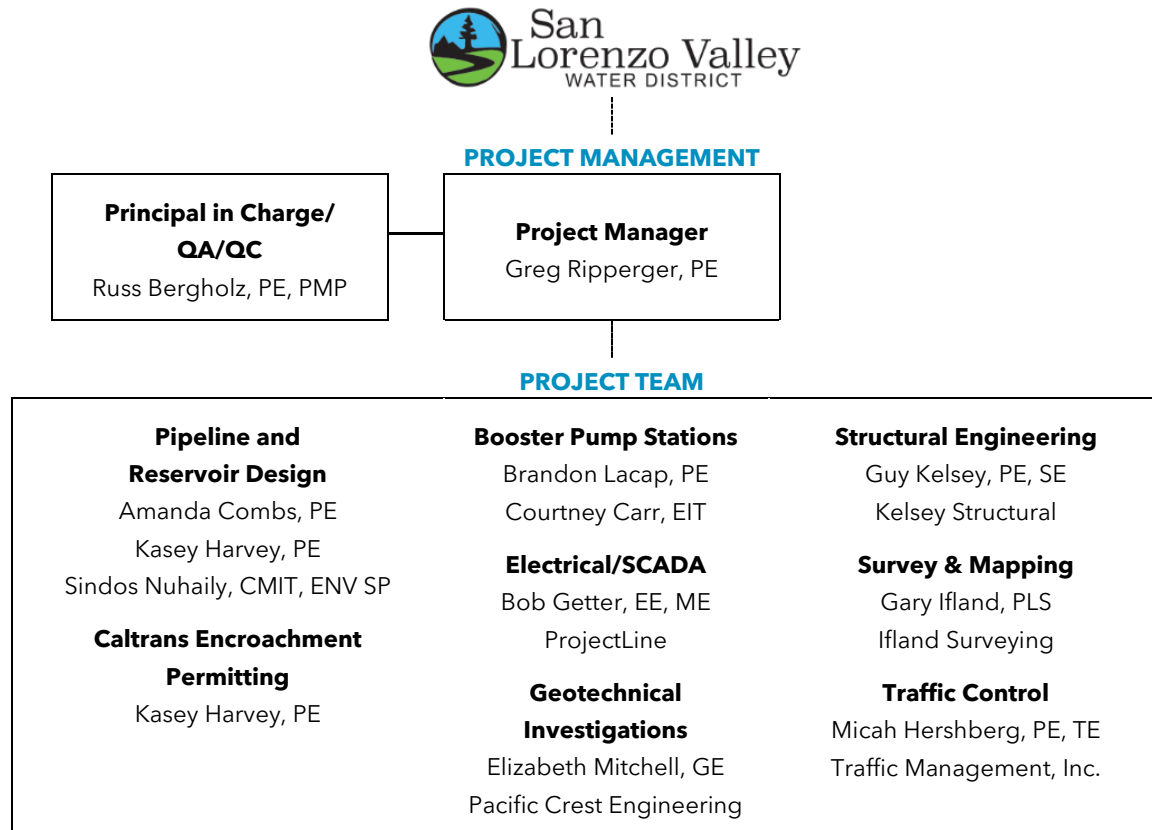 San
Lorenzo Valley
WATER DISTRICT
PROJECT MANAGEMENT
Principal in Charge/
QA/QC
Russ Bergholz, PE, PMP
Project Manager
Greg Ripperger, PE
PROJECT TEAM
Pipeline and
Reservoir Design
Amanda Combs, PE
Kasey Harvey, PE
Sindos Nuhaily, CMIT, ENV SP
Caltrans Encroachment
Permitting
Kasey Harvey, PE
Booster Pump Stations
Brandon Lacap, PE
Courtney Carr, EIT
Electrical/SCADA
Bob Getter, EE, ME
ProjectLine
Geotechnical
Investigations
Elizabeth Mitchell, GE
Pacific Crest Engineering
Structural Engineering
Guy Kelsey, PE, SE
Kelsey Structural
Survey & Mapping
Gary Ifland, PLS
Ifland Surveying
Traffic Control
Micah Hershberg, PE, TE
Traffic Management, Inc.